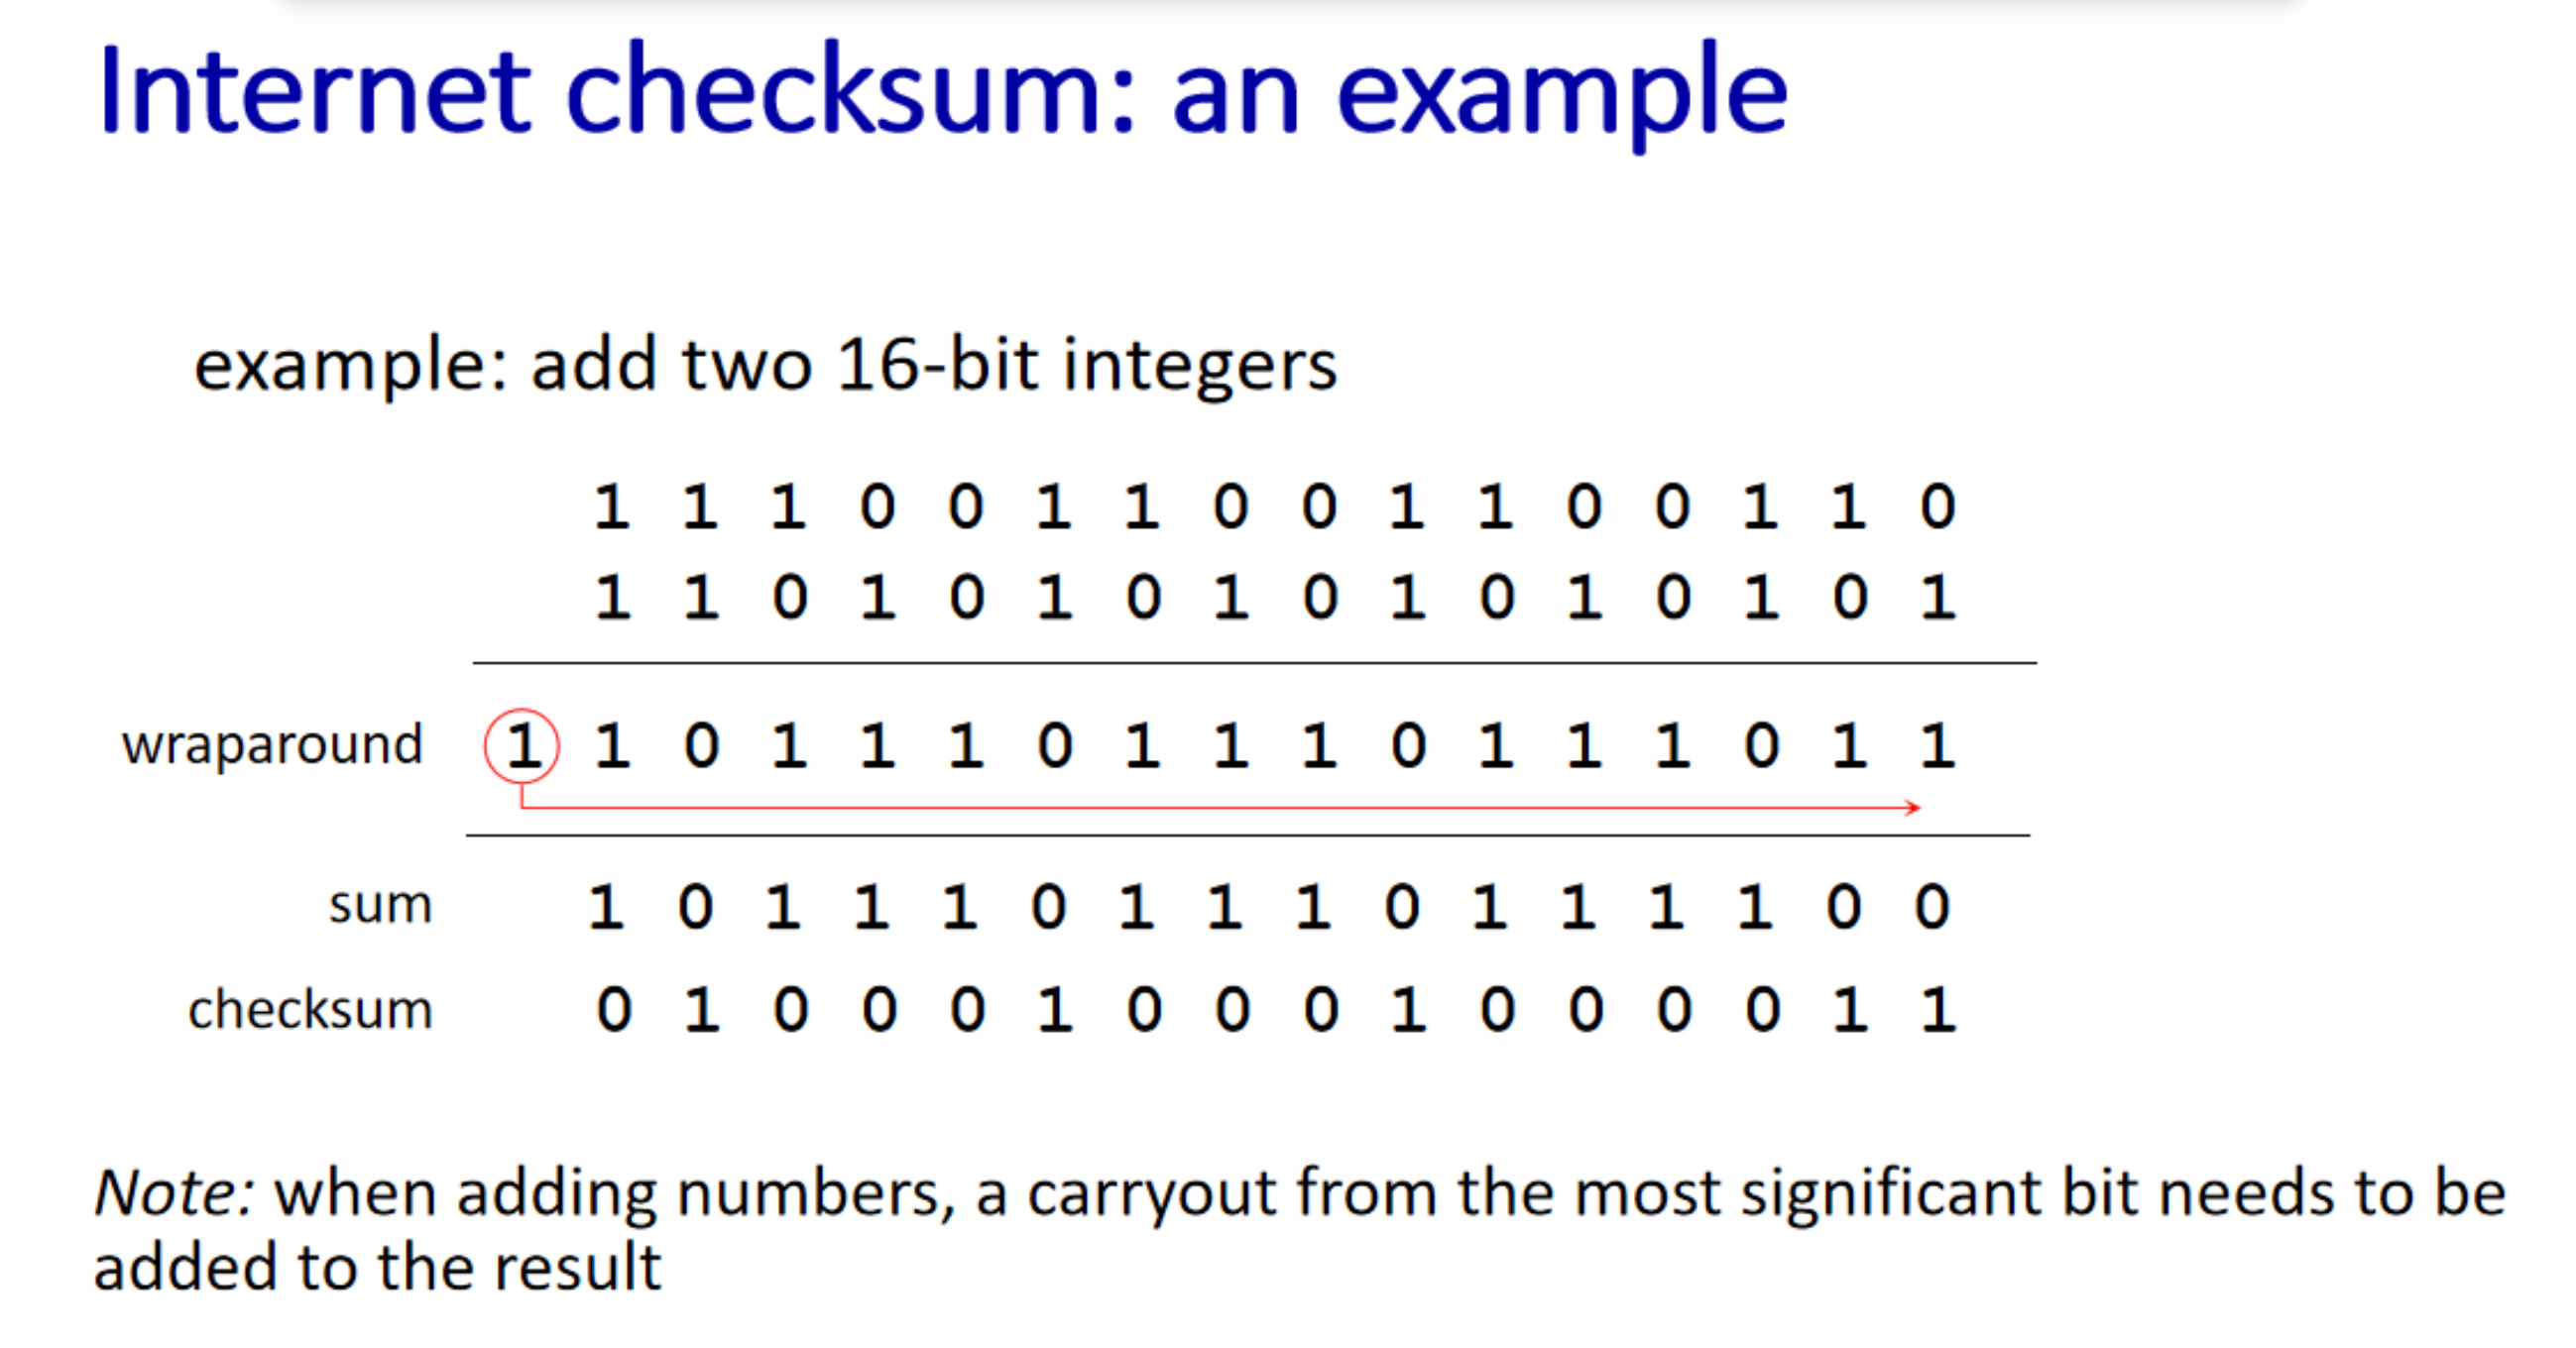 Internet checksum: an example
example: add two 16-bit integers
1 1 1 0 0 1 1 0 0 1 1 0 0 1 1 0
1 1 0 1 0 1 0 1 0 1 0 1 0 1 0 1
wraparound 1 1 0 1 1 1 0 1 1 1 0 1 1 1 0 1 1
sum 1 0 1 1 1 0 1 1 1 0 1 1 1 1 0 0
checksum 0 1 0 0 0 1 0 0 0 1 0 0 0 0 1 1
Note: when adding numbers, a carryout from the most significant bit needs to be
added to the result